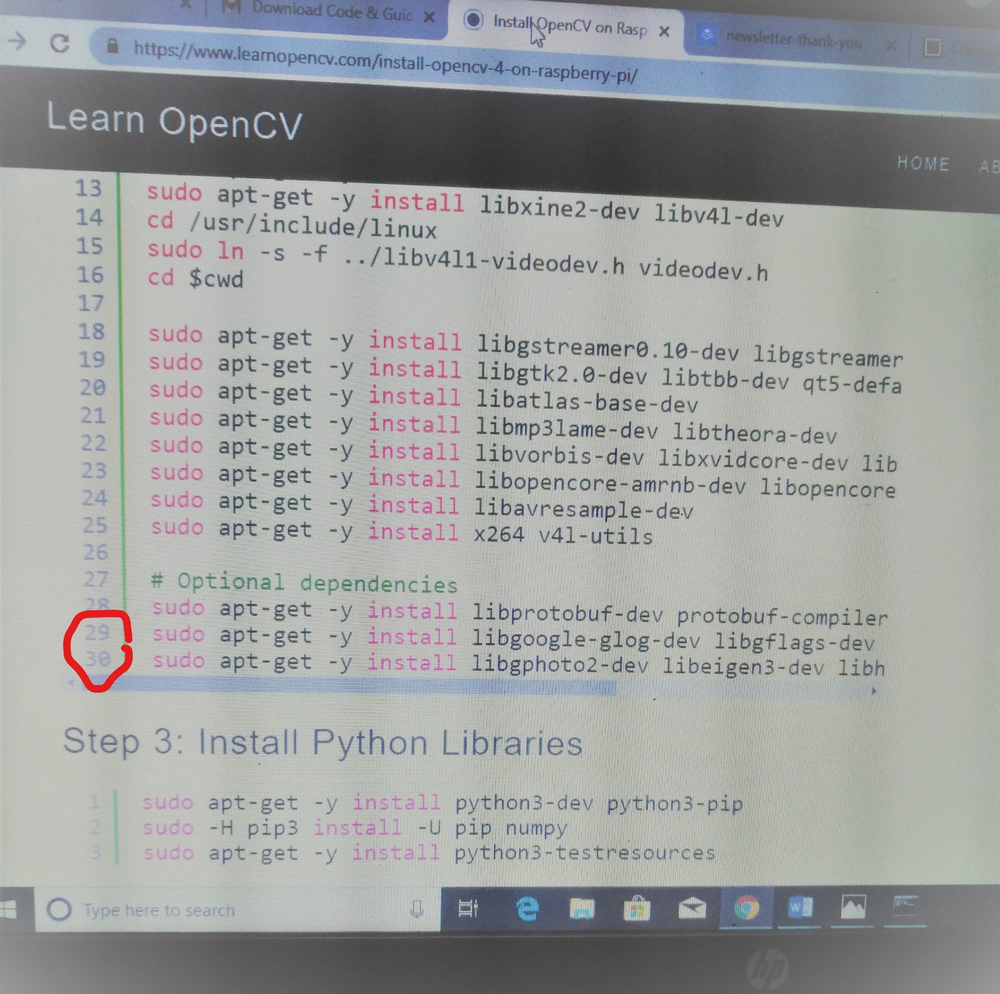 Download Code & Guic
Install OpenCV on Rasp
newsletter-thank-you
https://www.learnopencv.com/install-opencv-4-on-raspberry-pi/
Learn OpenCV
HOME AB
13 sudo apt-get -y install libxine2-dev libv4l-dev
14 cd /usr/include/linux
15 sudo ln -s -f ../libv4l1-videodev.h videodev.h
16 cd $cwd
17
18 sudo apt-get -y install libgstreamer0.10-dev libgstreamer
19 sudo apt-get -y install libgtk2.0-dev libtbb-dev qt5-defa
20 sudo apt-get -y install libatlas-base-dev
21 sudo apt-get -y install libmp3lame-dev libtheora-dev
22 sudo apt-get -y install libvorbis-dev libxvidcore-dev lib
23 sudo apt-get -y install libopencore-amrnb-dev libopencore
24 sudo apt-get -y install libavresample-dev
25 sudo apt-get -y install x264 v4l-utils
26
27 # Optional dependencies
28 sudo apt-get -y install libprotobuf-dev protobuf-compiler
29 sudo apt-get -y install libgoogle-glog-dev libgflags-dev
30 sudo apt-get -y install libgphoto2-dev libeigen3-dev libh
Step 3: Install Python Libraries
1 sudo apt-get -y install python3-dev python3-pip
2 sudo -H pip3 install -U pip numpy
3 sudo apt-get -y install python3-testresources
Type here to search
hp